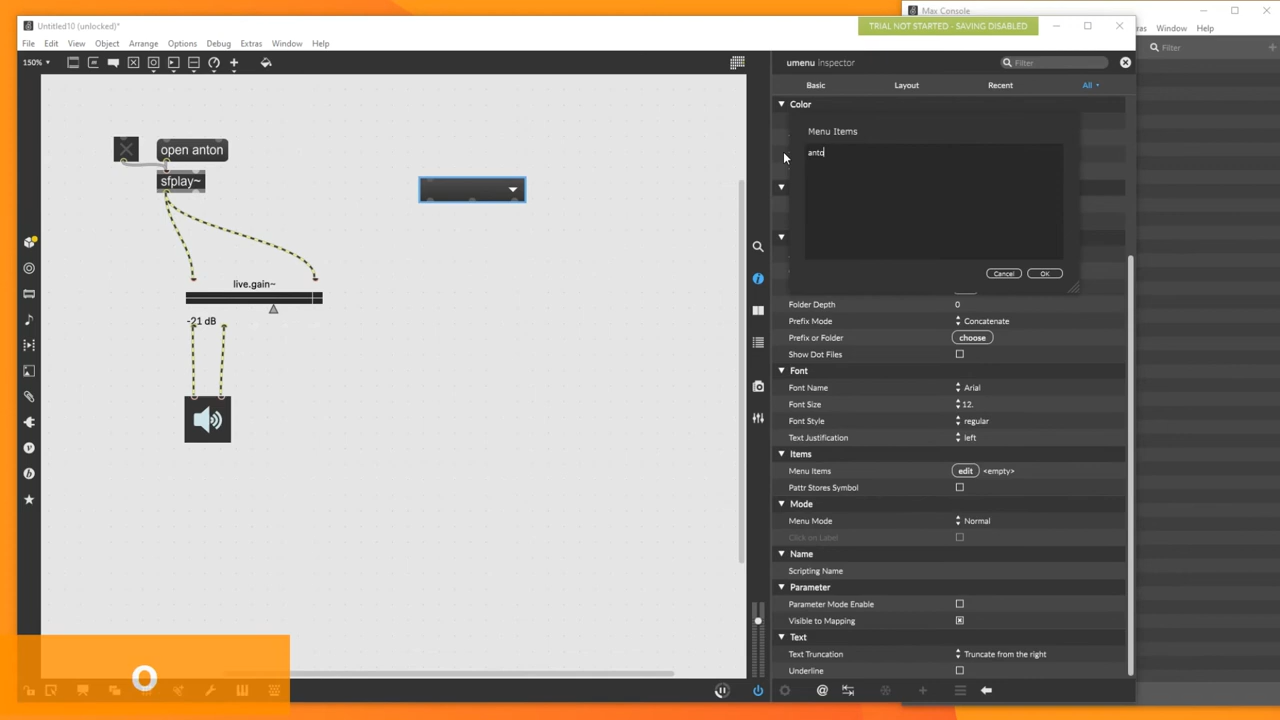 Max Console
Untitled10 (unlocked)*
TRIAL NOT STARTED - SAVING DISABLED
File Edit View Object Arrange Options Debug Extras Window Help
ras Window Help
150%
umenu inspector
Filter
Filter
Basic Layout Recent All
Color
Menu Items
anto
open anton
sfplay~
Cancel OK
live.gain~
-21 dB
Folder Depth 0
Prefix Mode Concatenate
Prefix or Folder choose
Show Dot Files
Font
Font Name Arial
Font Size 12.
Font Style regular
Text Justification left
Items
Menu Items edit <empty>
Pattr Stores Symbol
Mode
Menu Mode Normal
Click on Label
Name
Scripting Name
Parameter
Parameter Mode Enable
Visible to Mapping
Text
Text Truncation Truncate from the right
Underline
O